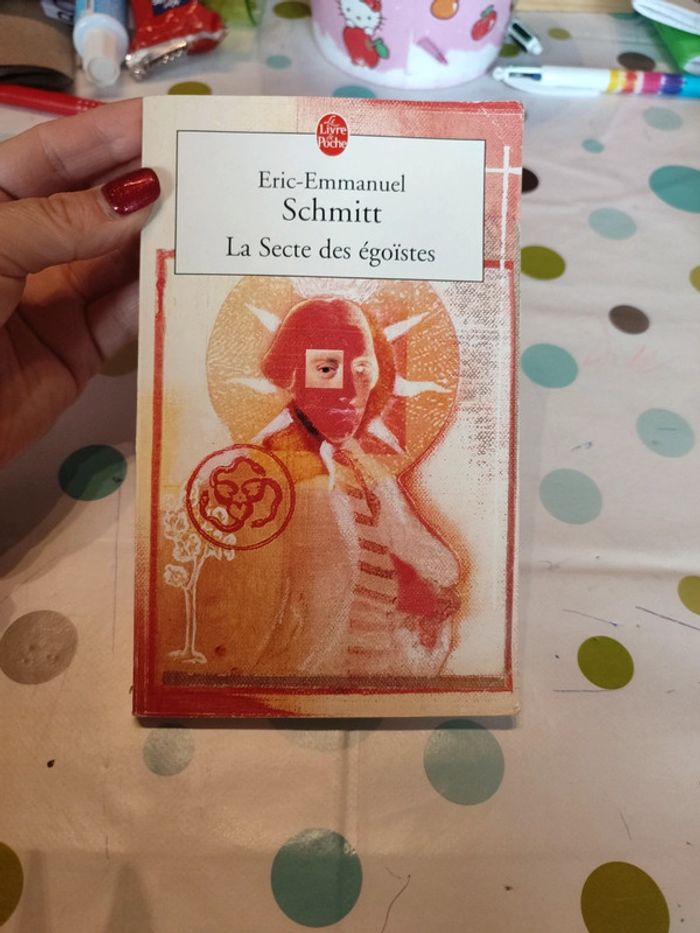 Le
Livre
de
Poche
Eric-Emmanuel
Schmitt
La Secte des égoïstes